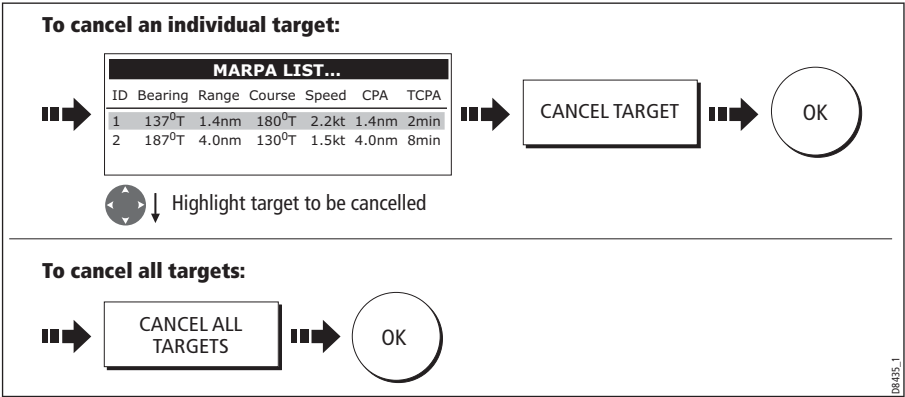 To cancel an individual target:
MARPA LIST...
ID Bearing Range Course Speed CPA TCPA
1 137⁰T 1.4nm 180⁰T 2.2kt 1.4nm 2min
2 187⁰T 4.0nm 130⁰T 1.5kt 4.0nm 8min
CANCEL TARGET
OK
Highlight target to be cancelled
To cancel all targets:
CANCEL ALL
TARGETS
OK
D8435_1